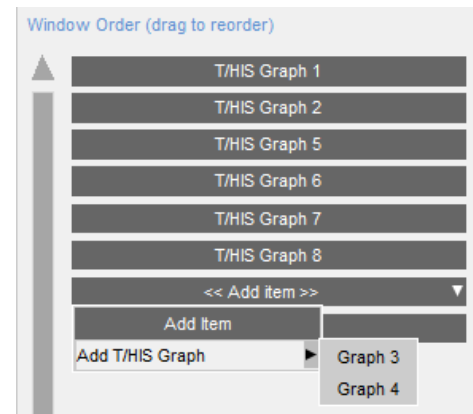 Window Order (drag to reorder)
T/HIS Graph 1
T/HIS Graph 2
T/HIS Graph 5
T/HIS Graph 6
T/HIS Graph 7
T/HIS Graph 8
<< Add item >>
Add Item
Add T/HIS Graph
Graph 3
Graph 4